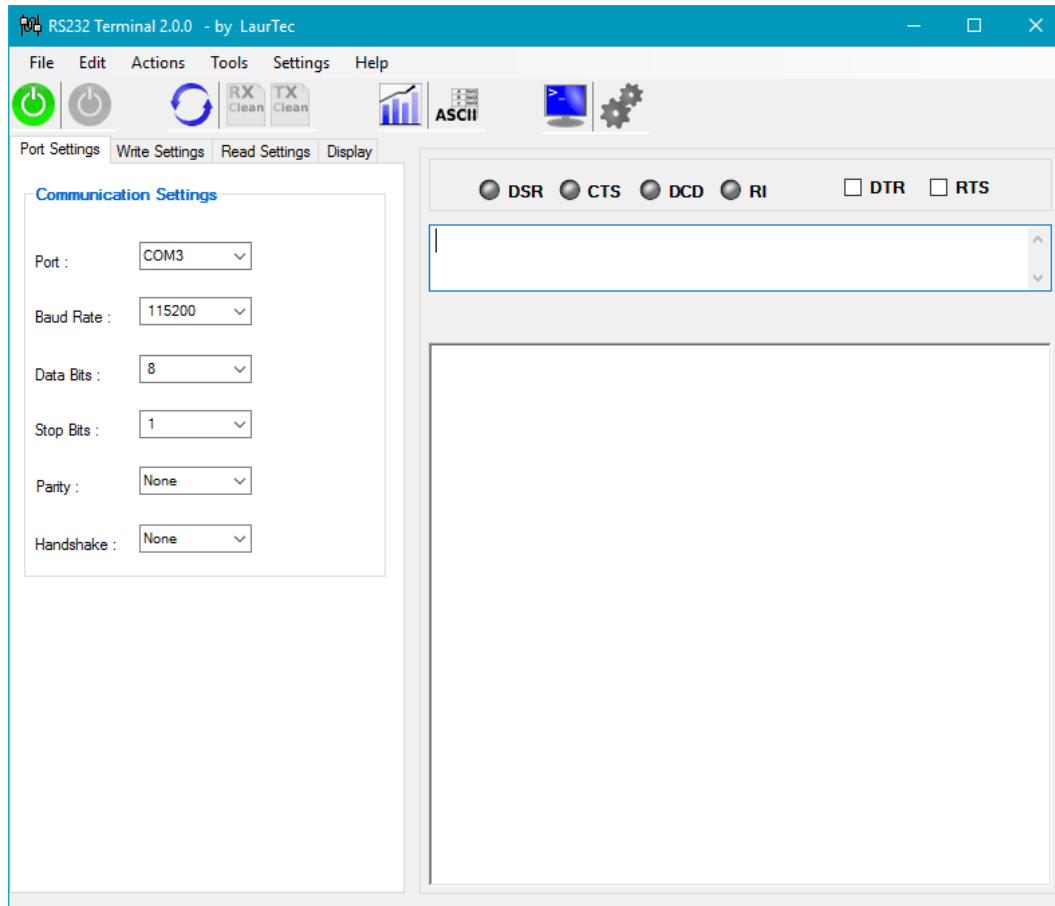 RS232 Terminal 2.0.0 - by LaurTec
File Edit Actions Tools Settings Help
RX Clean TX Clean ASCII >_
Port Settings Write Settings Read Settings Display
Communication Settings
Port : COM3
Baud Rate : 115200
Data Bits : 8
Stop Bits : 1
Parity : None
Handshake : None
DSR CTS DCD RI DTR RTS